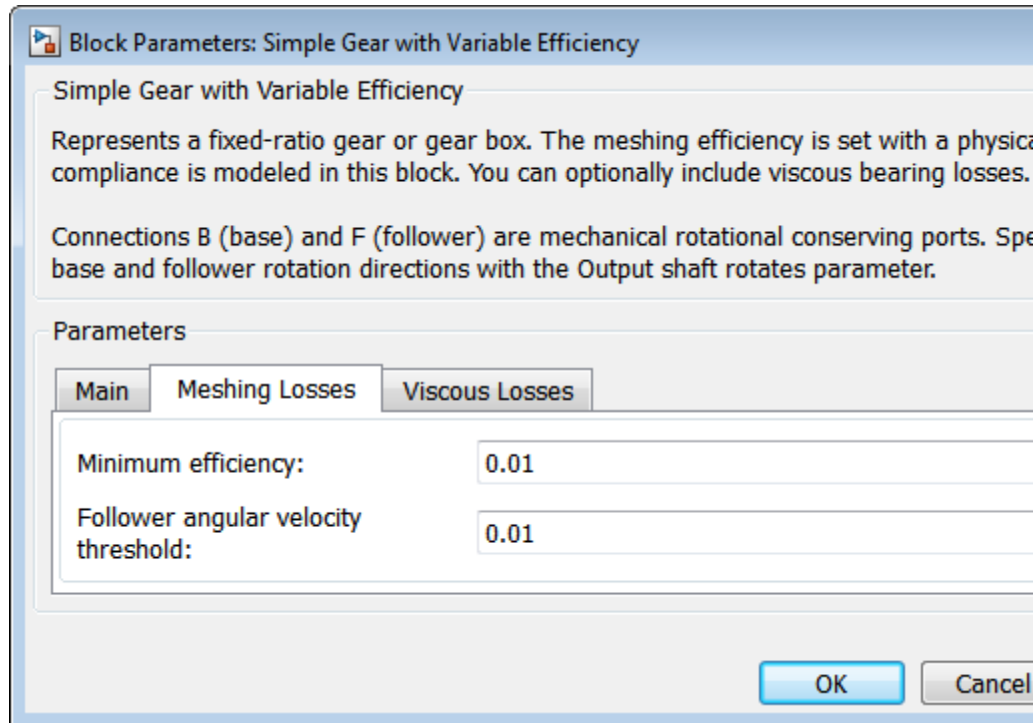 Block Parameters: Simple Gear with Variable Efficiency
Simple Gear with Variable Efficiency
Represents a fixed-ratio gear or gear box. The meshing efficiency is set with a
compliance is modeled in this block. You can optionally include viscous bearing losses.
Connections B (base) and F (follower) are mechanical rotational conserving ports.
base and follower rotation directions with the Output shaft rotates parameter.
Parameters
Main Meshing Losses Viscous Losses
Minimum efficiency: 0.01
Follower angular velocity
threshold: 0.01
OK Cancel